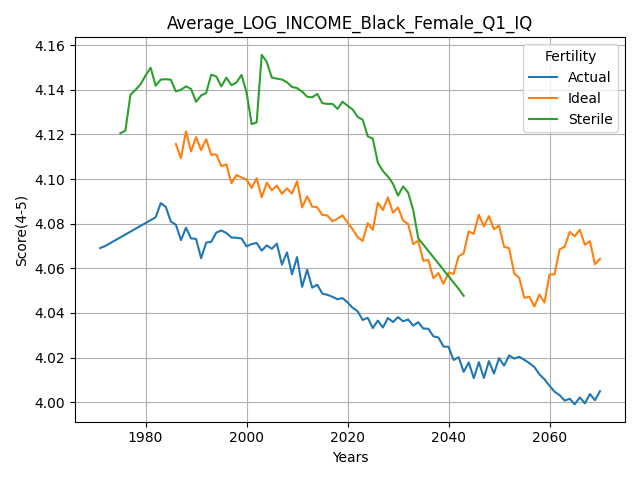 Average_LOG_INCOME_Black_Female_Q1_IQ
Fertility
Actual
Ideal
Sterile
Score(4-5)
4.16
4.14
4.12
4.10
4.08
4.06
4.04
4.02
4.00
1980
2000
2020
2040
2060
Years